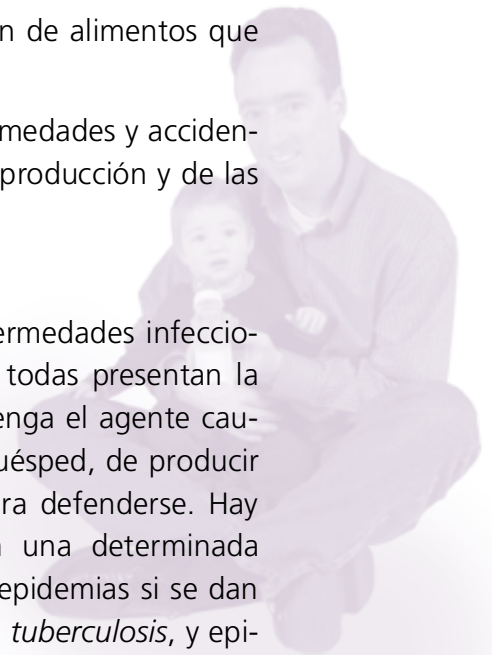 n de alimentos que
medades y acciden-
producción y de las
ermedades infeccio-
todas presentan la
enga el agente cau-
uésped, de producir
ra defenderse. Hay
una determinada
epidemias si se dan
tuberculosis, y epi-